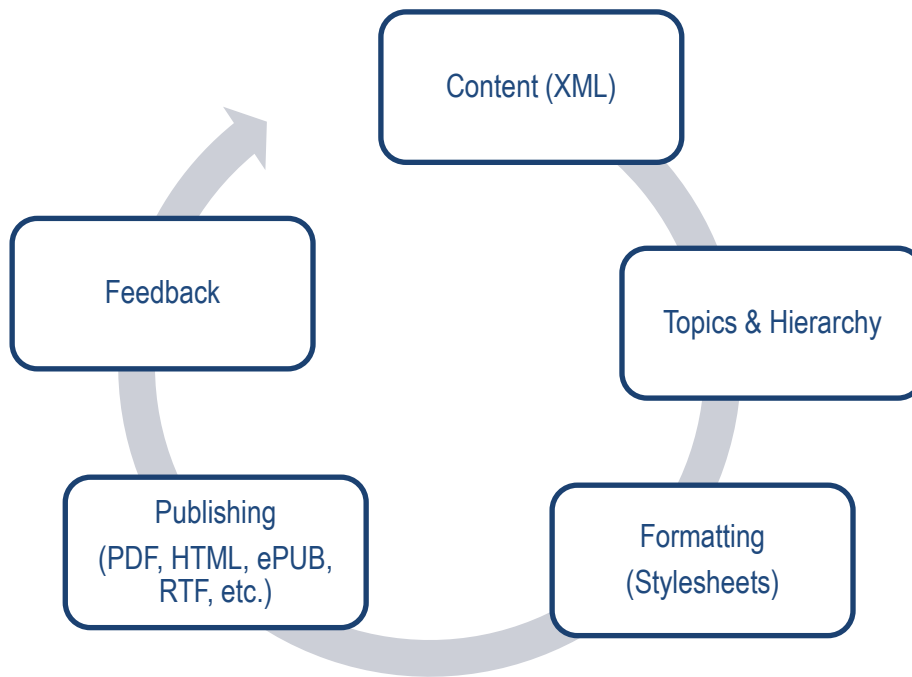 Content (XML)
Topics & Hierarchy
Formatting
(Stylesheets)
Publishing
(PDF, HTML, ePUB,
RTF, etc.)
Feedback